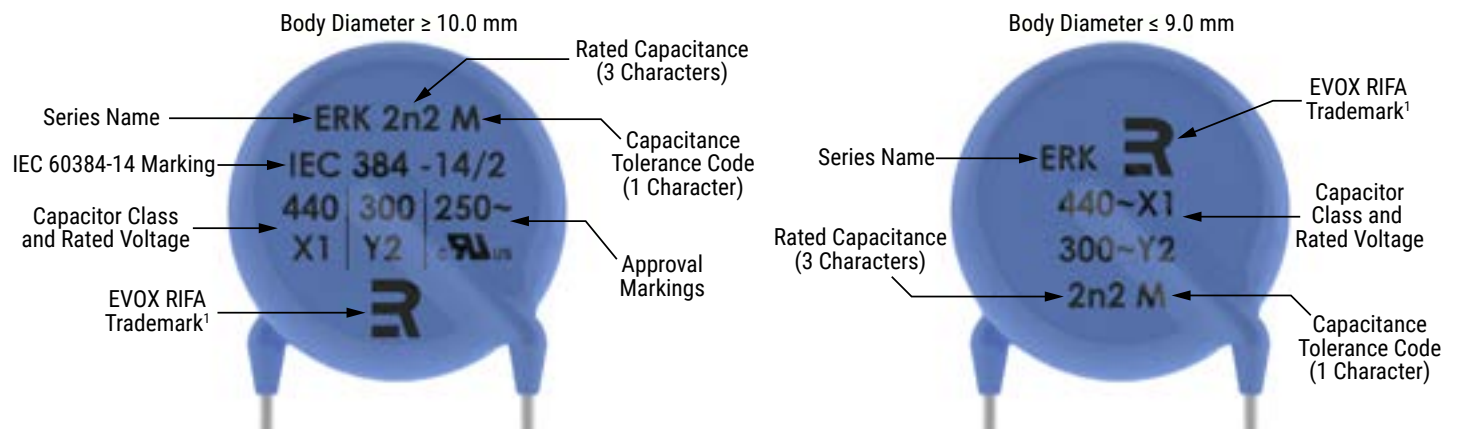 Body Diameter ≥ 10.0 mm
Rated Capacitance
(3 Characters)
Series Name
ERK 2n2 M
Capacitance
Tolerance Code
(1 Character)
IEC 60384-14 Marking
IEC 384 -14/2
Capacitor Class
and Rated Voltage
440 300 250~
X1 Y2 c RU US
Approval
Markings
EVOX RIFA
Trademark¹
Body Diameter ≤ 9.0 mm
EVOX RIFA
Trademark¹
Series Name
ERK
440~X1
300~Y2
2n2 M
Capacitor
Class and
Rated Voltage
Rated Capacitance
(3 Characters)
Capacitance
Tolerance Code
(1 Character)